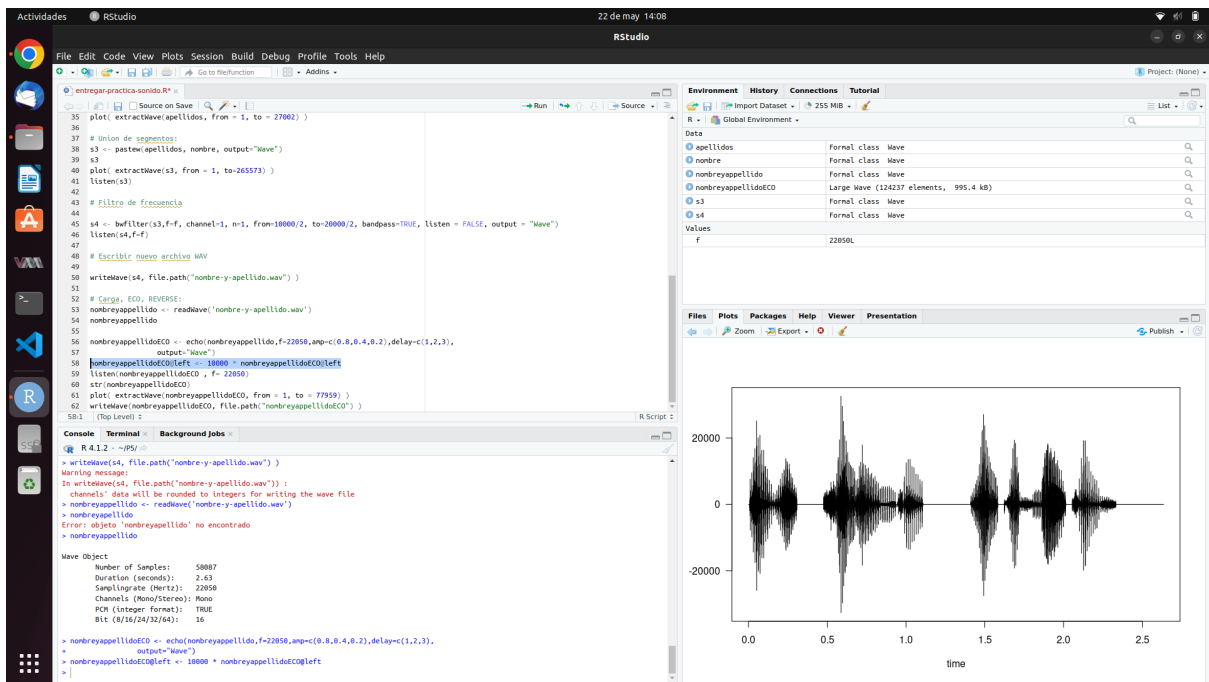 Actividades RStudio 22 de may 14:08
RStudio
File Edit Code View Plots Session Build Debug Profile Tools Help
Go to file/function Addins Project: (None)
entregar-practica-sonido.R*
Source on Save Run Source
35 plot( extractWave(apellidos, from = 1, to = 27002) )
36
37 # Union de segmentos:
38 s3 <- pastew(apellidos, nombre, output="Wave")
39 s3
40 plot( extractWave(s3, from = 1, to=265573) )
41 listen(s3)
42
43 # Filtro de frecuencia
44
45 s4 <- bwfilter(s3,f=f, channel=1, n=1, from=10000/2, to=20000/2, bandpass=TRUE, listen = FALSE, output = "Wave")
46 listen(s4,f=f)
47
48 # Escribir nuevo archivo WAV
49
50 writeWave(s4, file.path("nombre-y-apellido.wav") )
51
52 # Carga, ECO, REVERSE:
53 nombreyappellido <- readWave('nombre-y-apellido.wav')
54 nombreyappellido
55
56 nombreyappellidoECO <- echo(nombreyappellido,f=22050,amp=c(0.8,0.4,0.2),delay=c(1,2,3),
57 output="Wave")
58 nombreyappellidoECO@left <- 10000 * nombreyappellidoECO@left
59 listen(nombreyappellidoECO , f= 22050)
60 str(nombreyappellidoECO)
61 plot( extractWave(nombreyappellidoECO, from = 1, to = 77959) )
62 writeWave(nombreyappellidoECO, file.path("nombreyappellidoECO") )
58:1 (Top Level) R Script
Console Terminal Background Jobs
R 4.1.2 · ~/P5/
> writeWave(s4, file.path("nombre-y-apellido.wav") )
Warning message:
In writeWave(s4, file.path("nombre-y-apellido.wav")) :
channels' data will be rounded to integers for writing the wave file
> nombreyappellido <- readWave('nombre-y-apellido.wav')
> nombreyapellido
Error: objeto 'nombreyapellido' no encontrado
> nombreyappellido
Wave Object
Number of Samples: 58087
Duration (seconds): 2.63
Samplingrate (Hertz): 22050
Channels (Mono/Stereo): Mono
PCM (integer format): TRUE
Bit (8/16/24/32/64): 16
> nombreyappellidoECO <- echo(nombreyappellido,f=22050,amp=c(0.8,0.4,0.2),delay=c(1,2,3),
+ output="Wave")
> nombreyappellidoECO@left <- 10000 * nombreyappellidoECO@left
>
Environment History Connections Tutorial
Import Dataset 255 MiB List
R Global Environment
Data
apellidos Formal class Wave
nombre Formal class Wave
nombreyappellido Formal class Wave
nombreyappellidoECO Large Wave (124237 elements, 995.4 kB)
s3 Formal class Wave
s4 Formal class Wave
Values
f 22050L
Files Plots Packages Help Viewer Presentation
Zoom Export Publish
20000
0
-20000
0.0 0.5 1.0 1.5 2.0 2.5
time